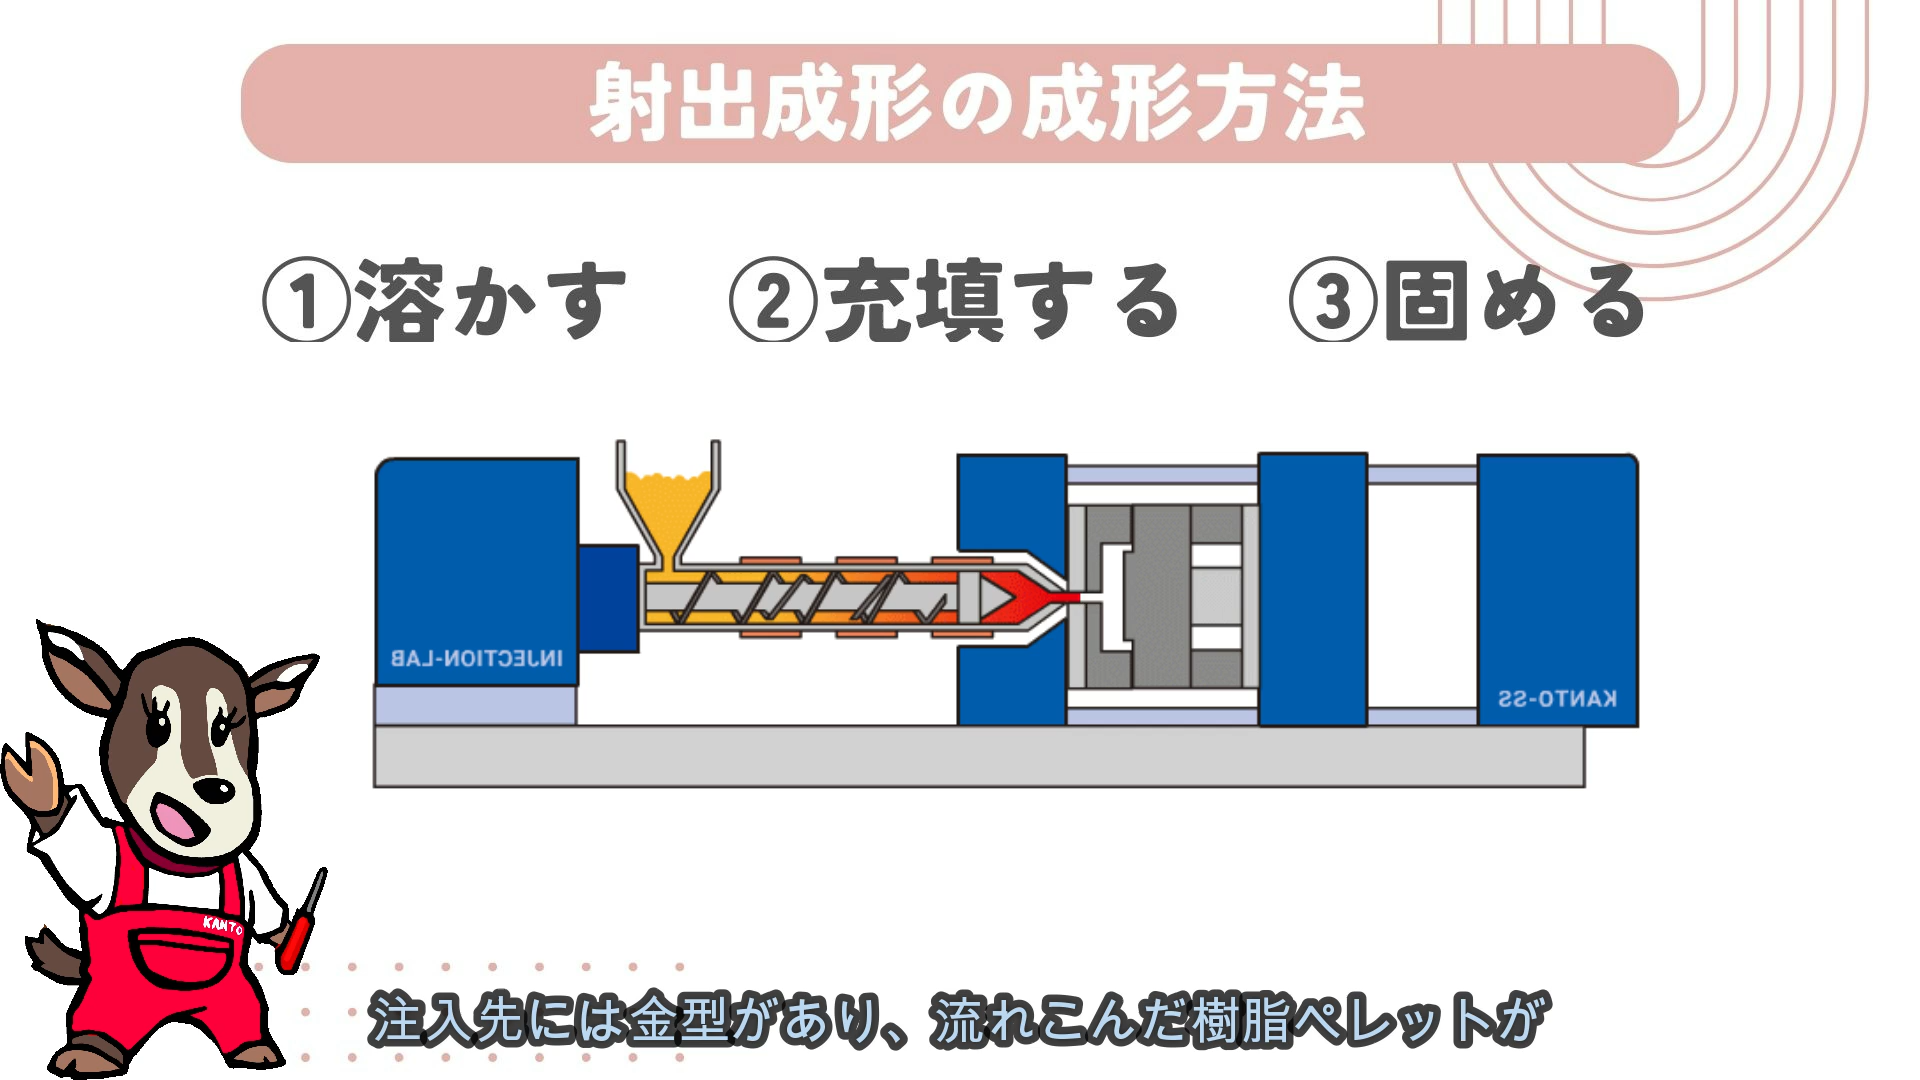 射出成形の成形方法
①溶かす ②充填する ③固める
INJECTION-LAB
KANTO-SS
KANTO
注入先には金型があり、流れこんだ樹脂ペレットが